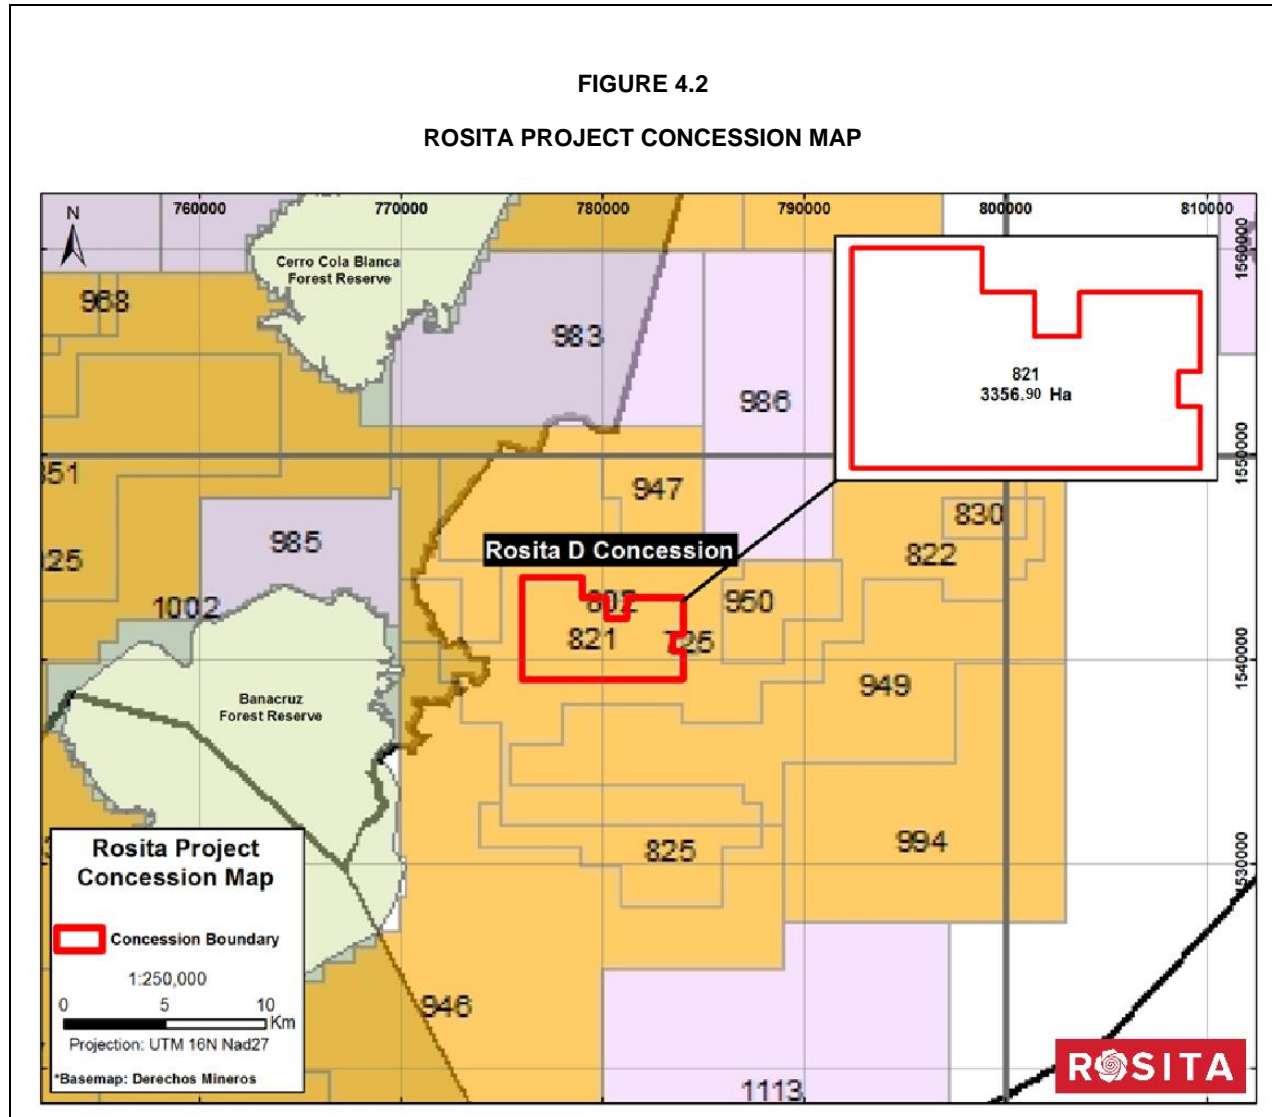 FIGURE 4.2
ROSITA PROJECT CONCESSION MAP
760000 770000 780000 790000 800000 810000
N
Cerro Cola Blanca
Forest Reserve
1560000
968
983
986
821
3356.90 Ha
1550000
947
830
985
822
Rosita D Concession
1002
802
950
821
725
1540000
949
Banacruz
Forest Reserve
825
994
1530000
946
1113
Rosita Project
Concession Map
Concession Boundary
1:250,000
0 5 10
Km
Projection: UTM 16N Nad27
*Basemap: Derechos Mineros
ROSITA